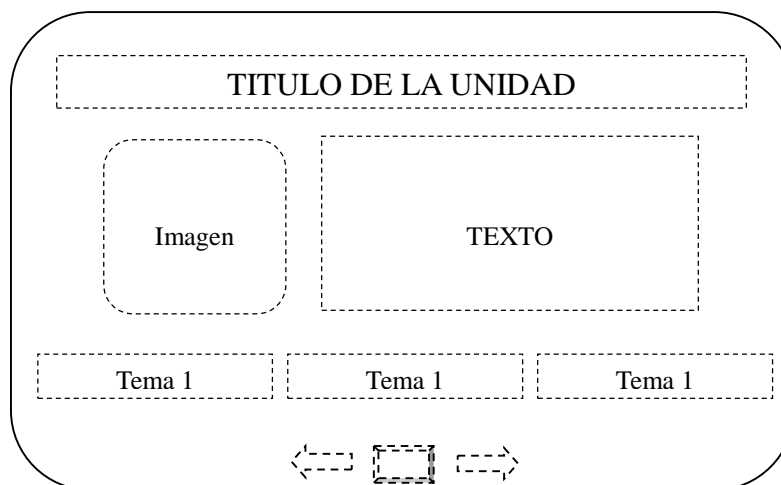 TITULO DE LA UNIDAD
Imagen
TEXTO
Tema 1
Tema 1
Tema 1